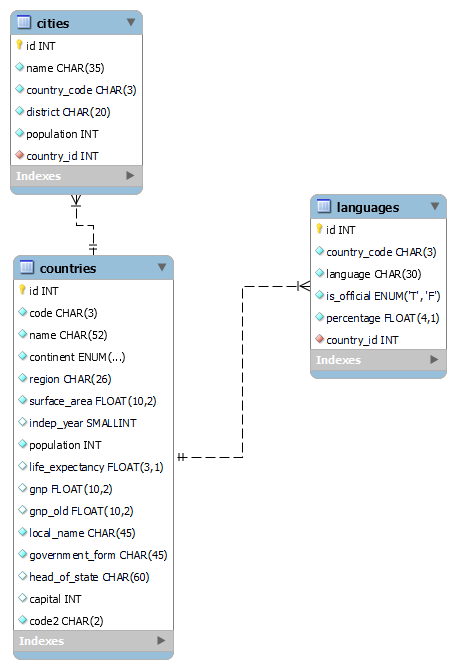 cities
id INT
name CHAR(35)
country_code CHAR(3)
district CHAR(20)
population INT
country_id INT
Indexes
countries
id INT
code CHAR(3)
name CHAR(52)
continent ENUM(...)
region CHAR(26)
surface_area FLOAT(10,2)
indep_year SMALLINT
population INT
life_expectancy FLOAT(3,1)
gnp FLOAT(10,2)
gnp_old FLOAT(10,2)
local_name CHAR(45)
government_form CHAR(45)
head_of_state CHAR(60)
capital INT
code2 CHAR(2)
Indexes
languages
id INT
country_code CHAR(3)
language CHAR(30)
is_official ENUM('T', 'F')
percentage FLOAT(4,1)
country_id INT
Indexes